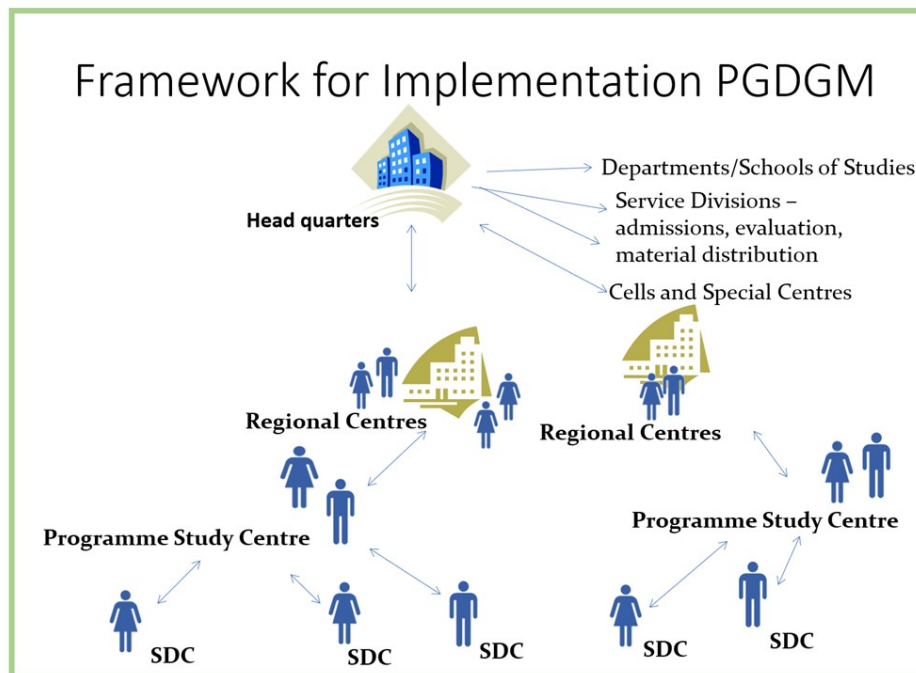 Framework for Implementation PGDGM
Departments/Schools of Studies
Service Divisions –
admissions, evaluation,
material distribution
Head quarters
Cells and Special Centres
Regional Centres
Regional Centres
Programme Study Centre
Programme Study Centre
SDC
SDC
SDC
SDC
SDC